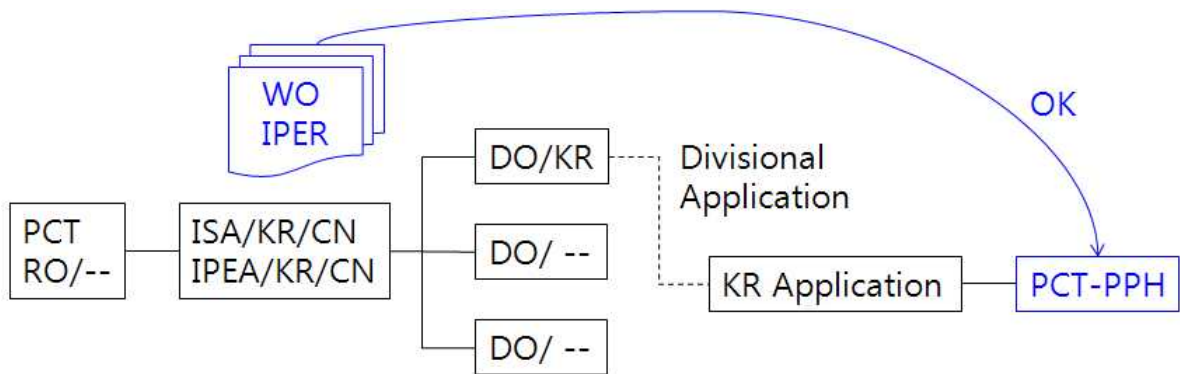 WO
IPER
OK
DO/KR
Divisional
Application
PCT
RO/--
ISA/KR/CN
IPEA/KR/CN
DO/ --
KR Application
PCT-PPH
DO/ --